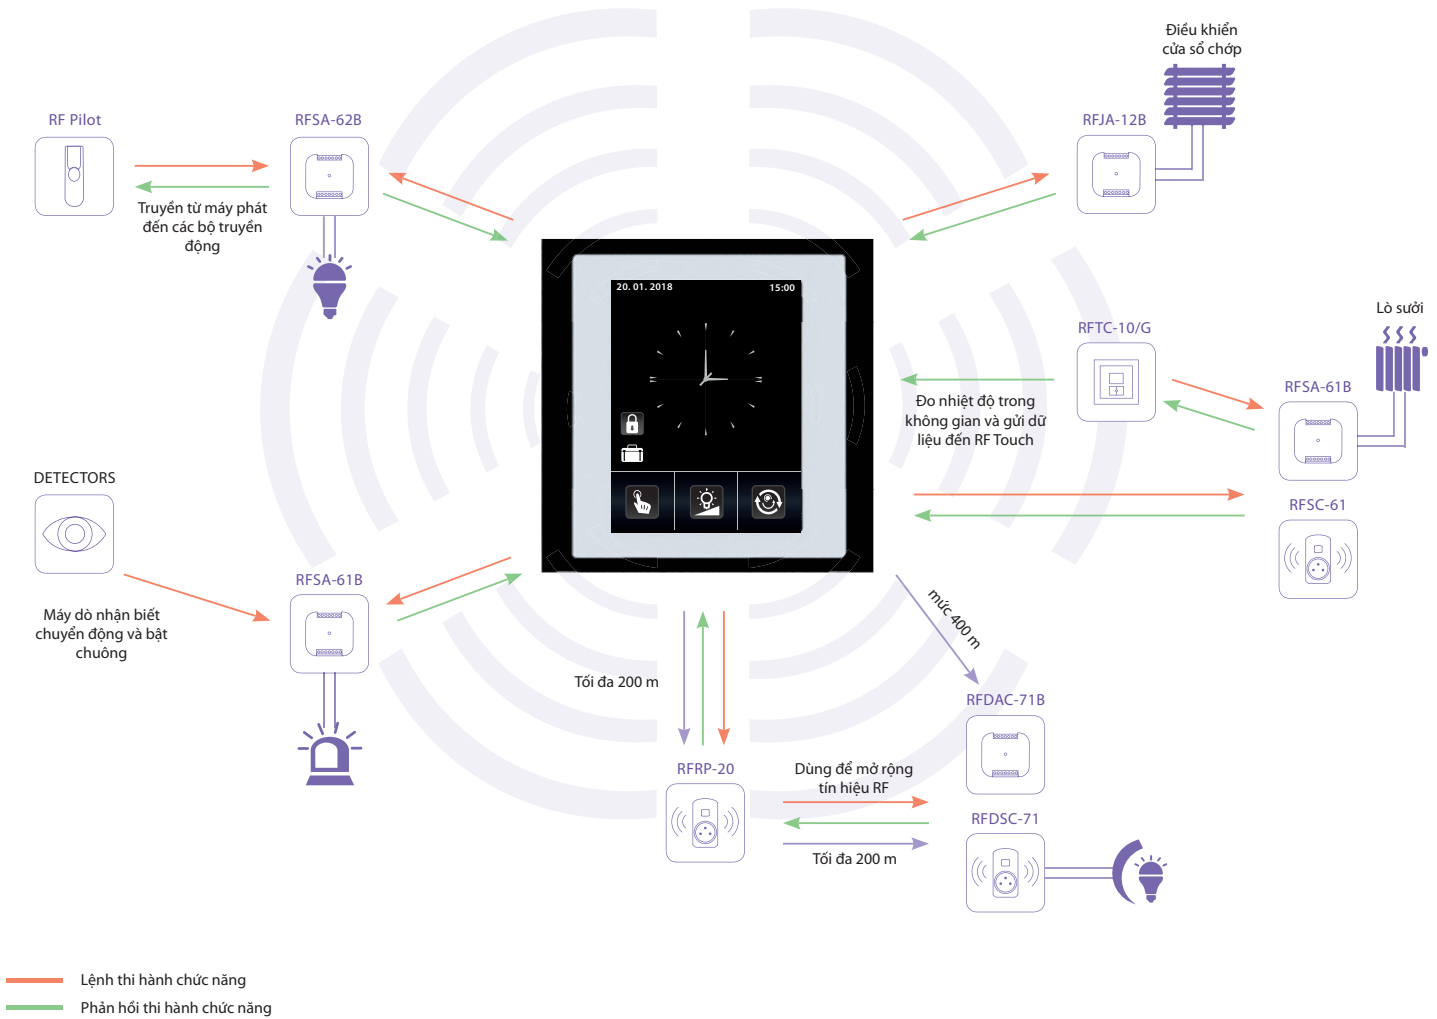 Điều khiển
cửa sổ chớp
RF Pilot
RFSA-62B
RFJA-12B
Truyền từ máy phát
đến các bộ truyền
động
20. 01. 2018
15:00
RFTC-10/G
Lò sưởi
RFSA-61B
Đo nhiệt độ trong
không gian và gửi dữ
liệu đến RF Touch
DETECTORS
RFSC-61
RFSA-61B
Máy dò nhận biết
chuyển động và bật
chuông
mức 400 m
Tối đa 200 m
RFDAC-71B
RFRP-20
Dùng để mở rộng
tín hiệu RF
RFDSC-71
Tối đa 200 m
Lệnh thi hành chức năng
Phản hồi thi hành chức năng